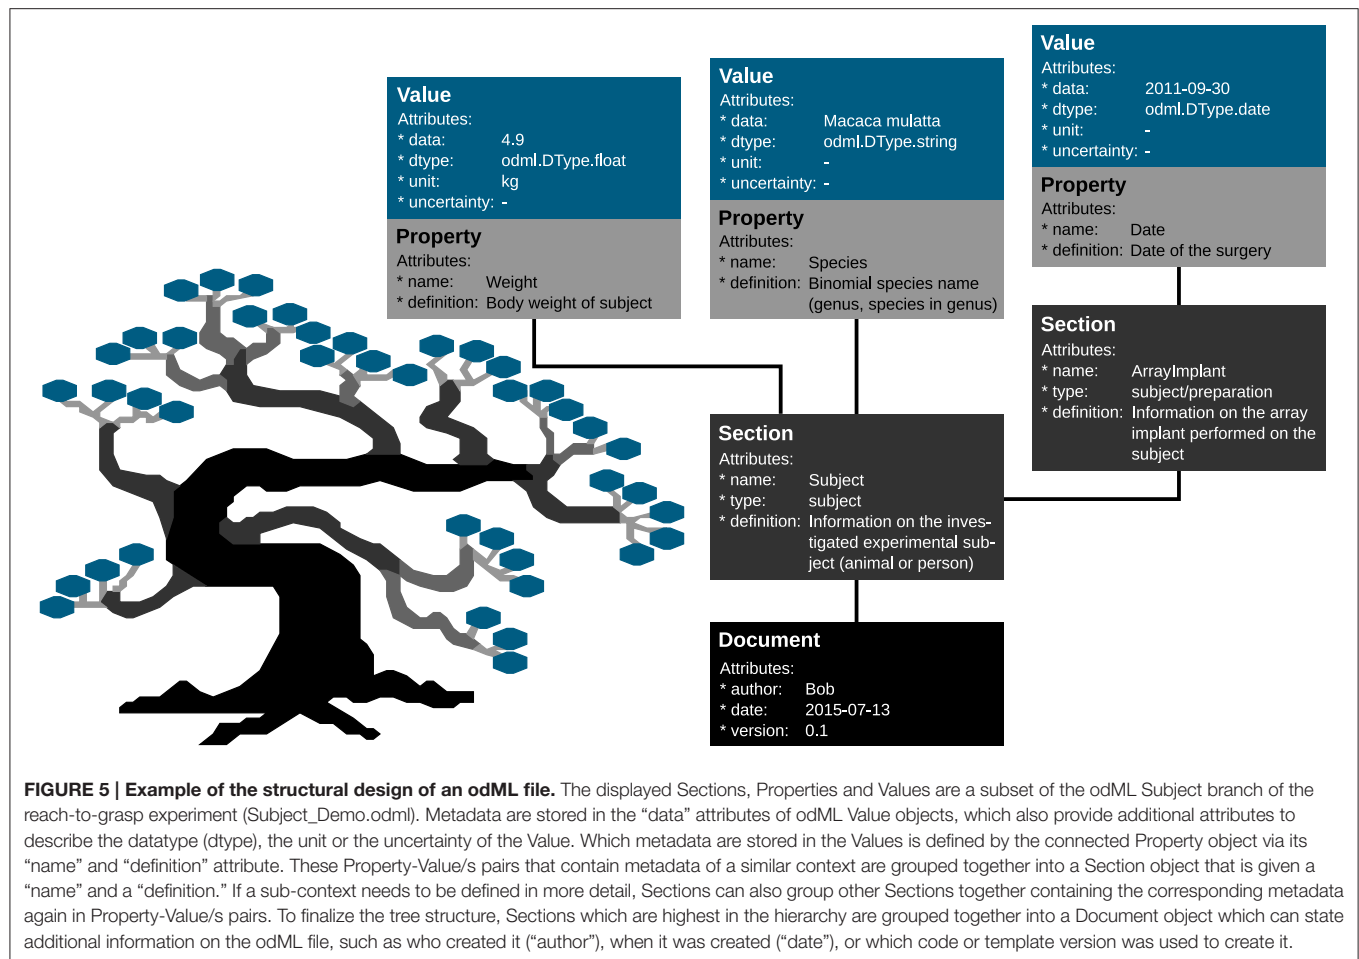 Value
Attributes:
* data: 4.9
* dtype: odml.DType.float
* unit: kg
* uncertainty: -
Property
Attributes:
* name: Weight
* definition: Body weight of subject
Value
Attributes:
* data: Macaca mulatta
* dtype: odml.DType.string
* unit: -
* uncertainty: -
Property
Attributes:
* name: Species
* definition: Binomial species name
(genus, species in genus)
Value
Attributes:
* data: 2011-09-30
* dtype: odml.DType.date
* unit: -
* uncertainty: -
Property
Attributes:
* name: Date
* definition: Date of the surgery
Section
Attributes:
* name: ArrayImplant
* type: subject/preparation
* definition: Information on the array
implant performed on the
subject
Section
Attributes:
* name: Subject
* type: subject
* definition: Information on the inves-
tigated experimental sub-
ject (animal or person)
Document
Attributes:
* author: Bob
* date: 2015-07-13
* version: 0.1
FIGURE 5 | Example of the structural design of an odML file. The displayed Sections, Properties and Values are a subset of the odML Subject branch of the
reach-to-grasp experiment (Subject_Demo.odml). Metadata are stored in the “data” attributes of odML Value objects, which also provide additional attributes to
describe the datatype (dtype), the unit or the uncertainty of the Value. Which metadata are stored in the Values is defined by the connected Property object via its
“name” and “definition” attribute. These Property-Value/s pairs that contain metadata of a similar context are grouped together into a Section object that is given a
“name” and a “definition.” If a sub-context needs to be defined in more detail, Sections can also group other Sections together containing the corresponding metadata
again in Property-Value/s pairs. To finalize the tree structure, Sections which are highest in the hierarchy are grouped together into a Document object which can state
additional information on the odML file, such as who created it (“author”), when it was created (“date”), or which code or template version was used to create it.